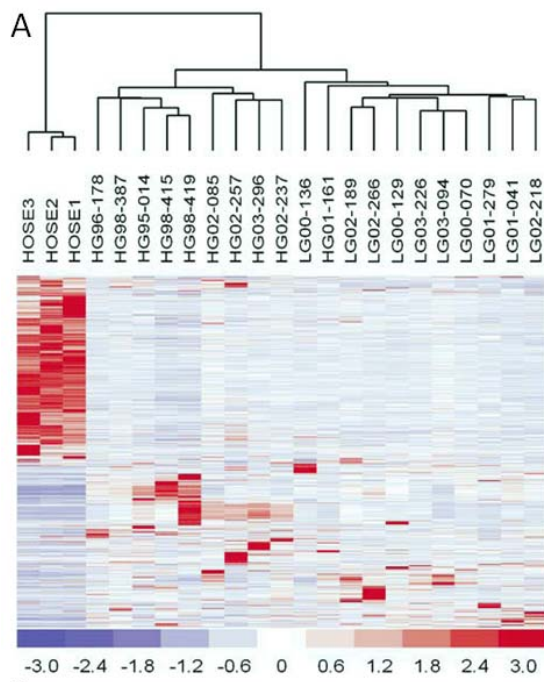 A
HOSE3
HOSE2
HOSE1
HG96-178
HG98-387
HG95-014
HG98-415
HG98-419
HG02-085
HG02-257
HG03-296
HG02-237
LG00-136
HG01-161
LG02-189
LG02-266
LG00-129
LG03-226
LG03-094
LG00-070
LG01-279
LG01-041
LG02-218
-3.0 -2.4 -1.8 -1.2 -0.6 0 0.6 1.2 1.8 2.4 3.0